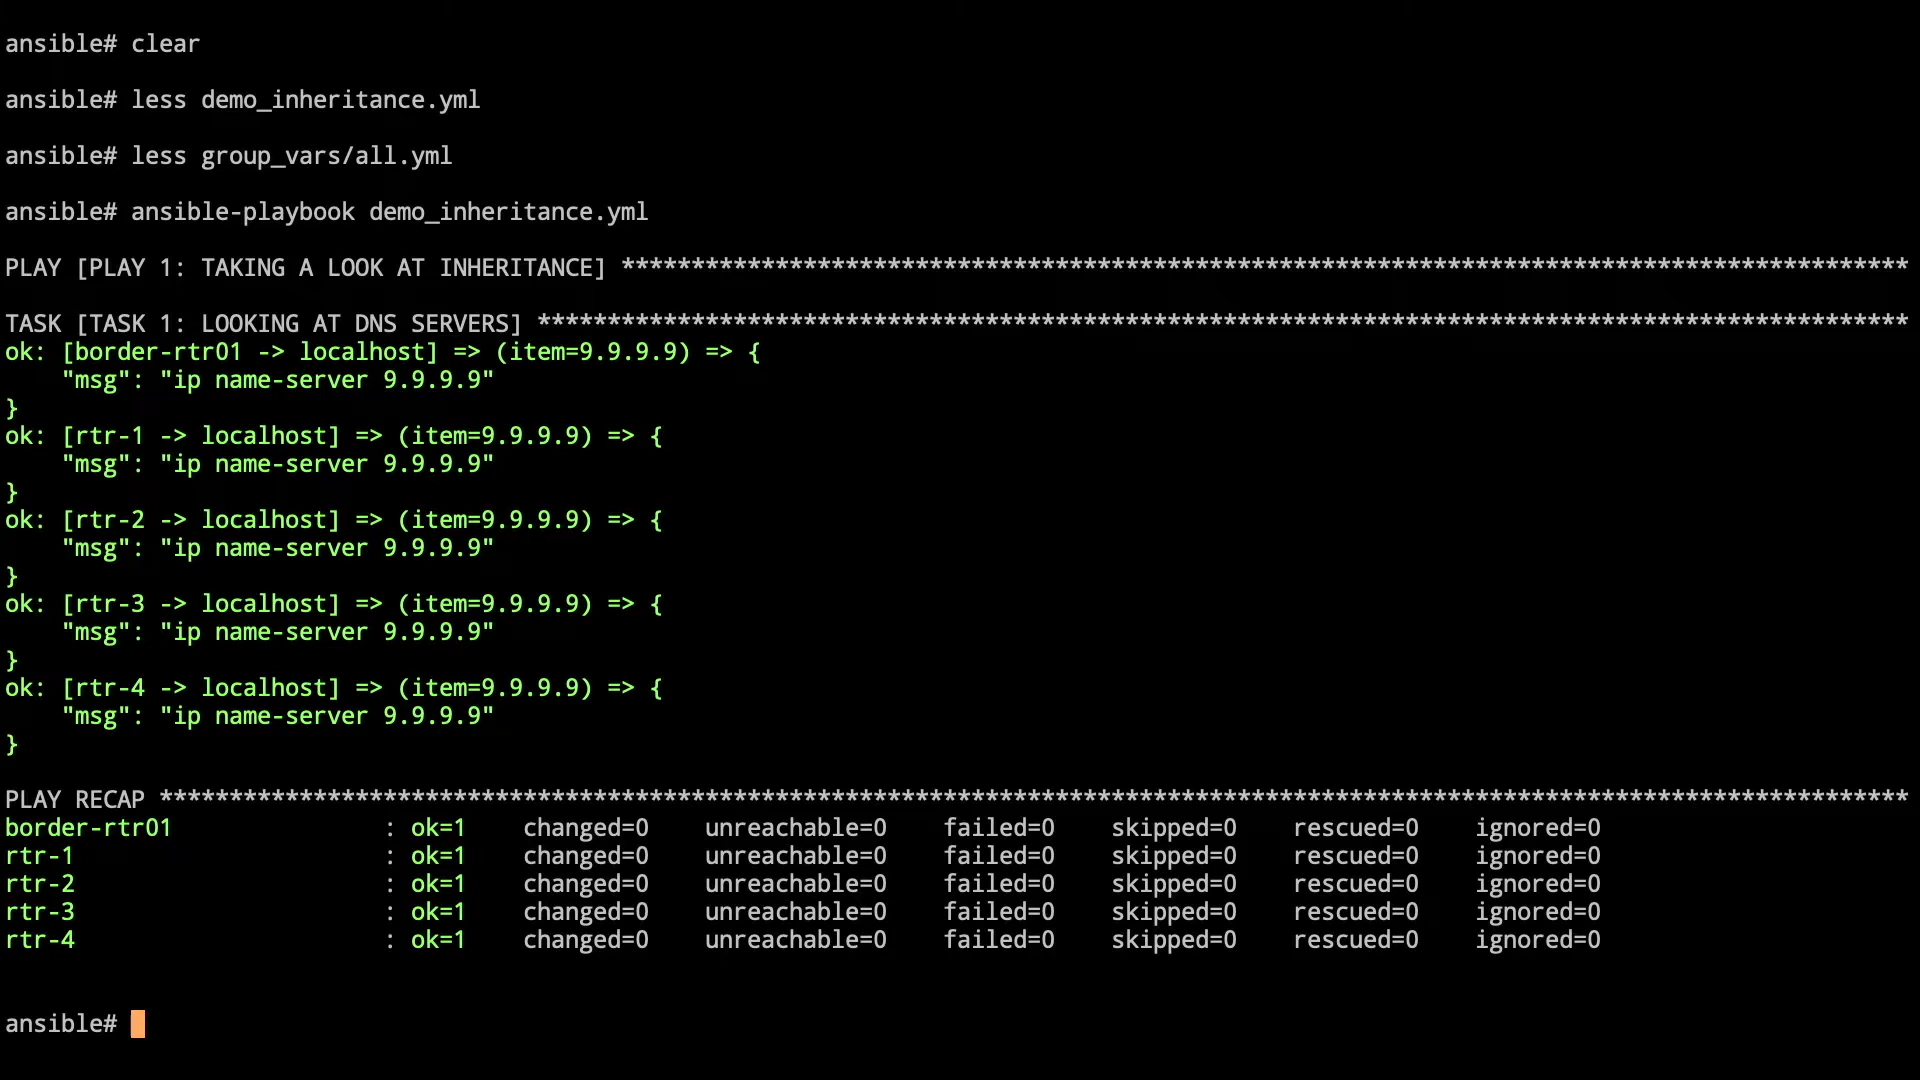 ansible# clear
ansible# less demo_inheritance.yml
ansible# less group_vars/all.yml
ansible# ansible-playbook demo_inheritance.yml
PLAY [PLAY 1: TAKING A LOOK AT INHERITANCE] ********************************************************************************************
TASK [TASK 1: LOOKING AT DNS SERVERS] **************************************************************************************************
ok: [border-rtr01 -> localhost] => (item=9.9.9.9) => {
    "msg": "ip name-server 9.9.9.9"
}
ok: [rtr-1 -> localhost] => (item=9.9.9.9) => {
    "msg": "ip name-server 9.9.9.9"
}
ok: [rtr-2 -> localhost] => (item=9.9.9.9) => {
    "msg": "ip name-server 9.9.9.9"
}
ok: [rtr-3 -> localhost] => (item=9.9.9.9) => {
    "msg": "ip name-server 9.9.9.9"
}
ok: [rtr-4 -> localhost] => (item=9.9.9.9) => {
    "msg": "ip name-server 9.9.9.9"
}
PLAY RECAP *****************************************************************************************************************************
border-rtr01               : ok=1    changed=0    unreachable=0    failed=0    skipped=0    rescued=0    ignored=0
rtr-1                      : ok=1    changed=0    unreachable=0    failed=0    skipped=0    rescued=0    ignored=0
rtr-2                      : ok=1    changed=0    unreachable=0    failed=0    skipped=0    rescued=0    ignored=0
rtr-3                      : ok=1    changed=0    unreachable=0    failed=0    skipped=0    rescued=0    ignored=0
rtr-4                      : ok=1    changed=0    unreachable=0    failed=0    skipped=0    rescued=0    ignored=0
ansible#